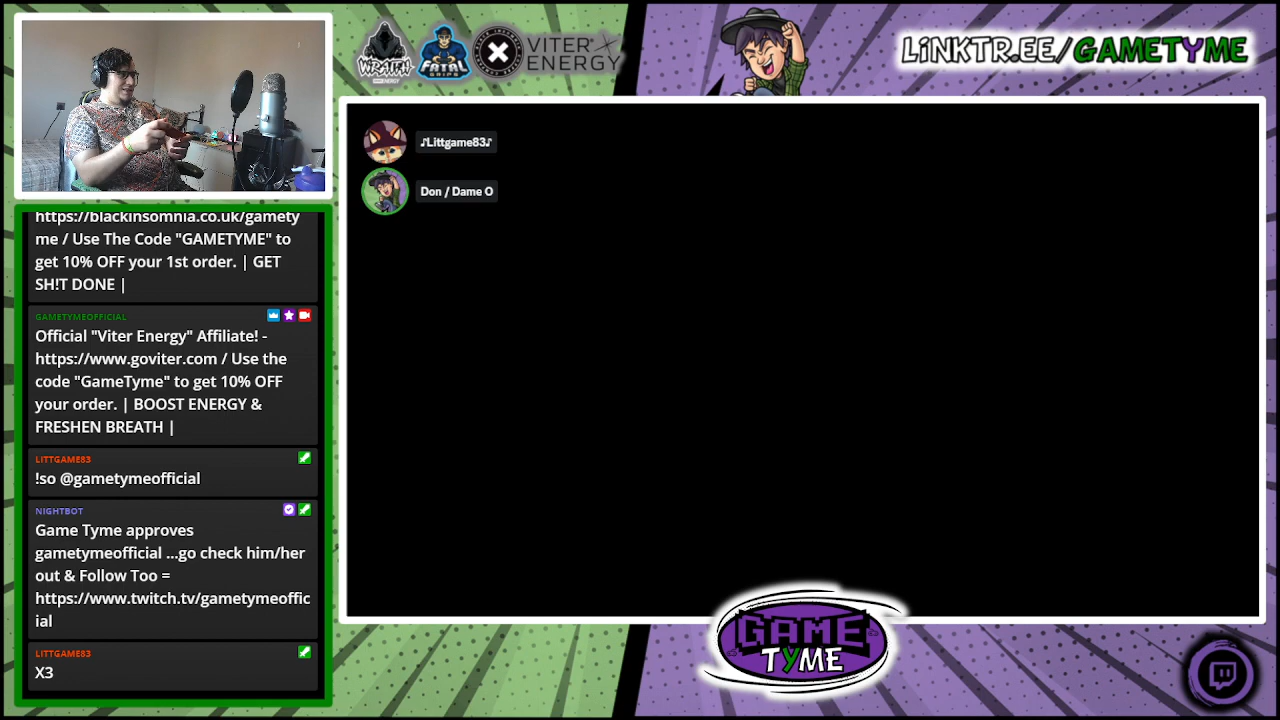 WRAITH
FATAL
GRIPS
VITER
ENERGY
LINKTR.EE/GAMETYME
♪Littgame83♪
Don / Dame O
https://blackinsomnia.co.uk/gamety
me / Use The Code "GAMETYME" to
get 10% OFF your 1st order. | GET
SH!T DONE |
GAMETYMEOFFICIAL
Official "Viter Energy" Affiliate! -
https://www.goviter.com / Use the
code "GameTyme" to get 10% OFF
your order. | BOOST ENERGY &
FRESHEN BREATH |
LITTGAME83
!so @gametymeofficial
NIGHTBOT
Game Tyme approves
gametymeofficial ...go check him/her
out & Follow Too =
https://www.twitch.tv/gametymeoffic
ial
LITTGAME83
X3
GAME
TYME